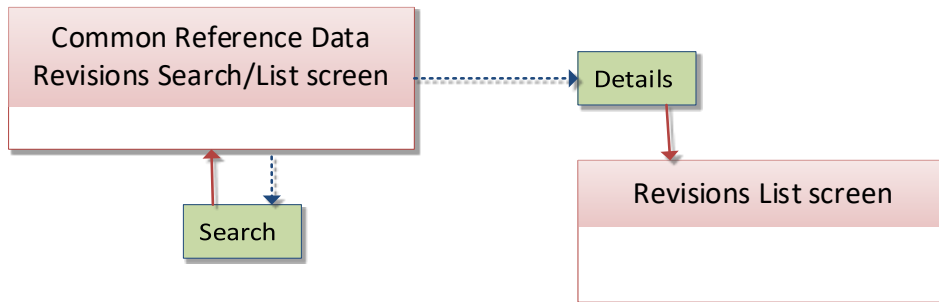 Common Reference Data
Revisions Search/List screen
Details
Revisions List screen
Search